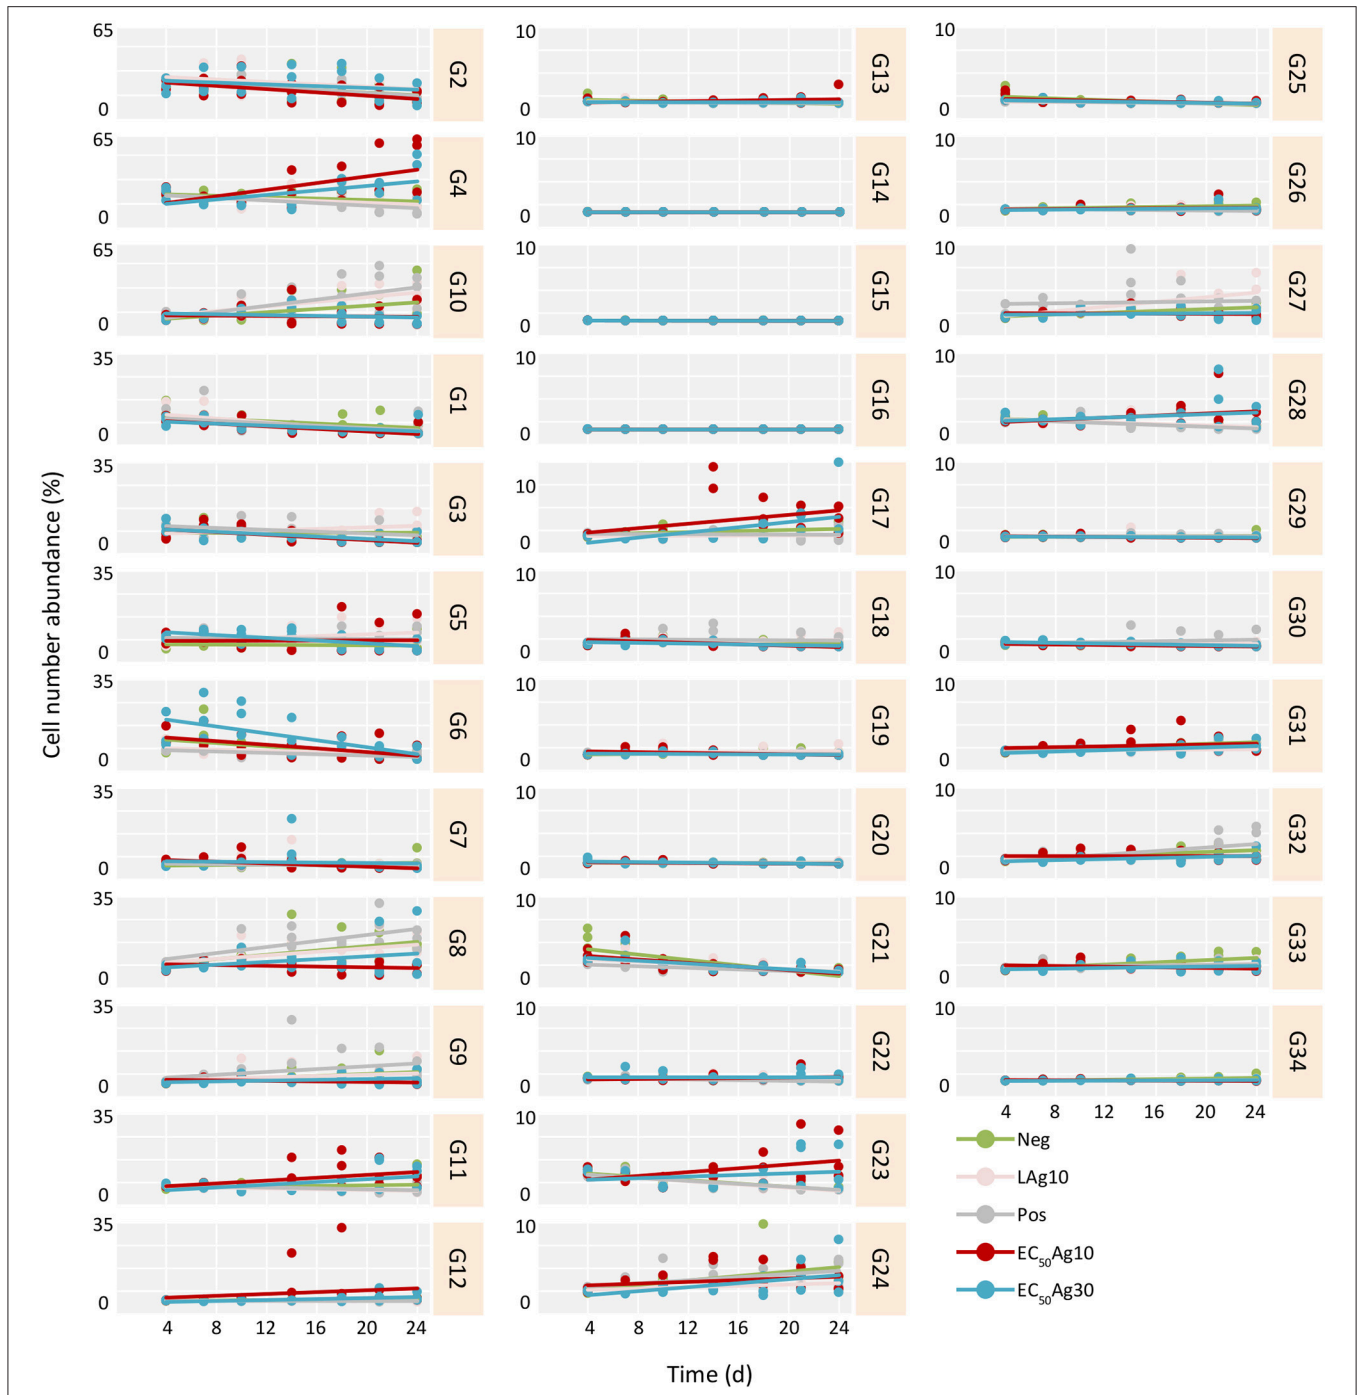 Cell number abundance (%)
65
0
G2
65
0
G4
65
0
G10
35
0
G1
35
0
G3
35
0
G5
35
0
G6
35
0
G7
35
0
G8
35
0
G9
35
0
G11
35
0
G12
4 8 12 16 20 24
10
0
G13
10
0
G14
10
0
G15
10
0
G16
10
0
G17
10
0
G18
10
0
G19
10
0
G20
10
0
G21
10
0
G22
10
0
G23
10
0
G24
4 8 12 16 20 24
10
0
G25
10
0
G26
10
0
G27
10
0
G28
10
0
G29
10
0
G30
10
0
G31
10
0
G32
10
0
G33
10
0
G34
4 8 12 16 20 24
Neg
LAg10
Pos
EC50Ag10
EC50Ag30
Time (d)